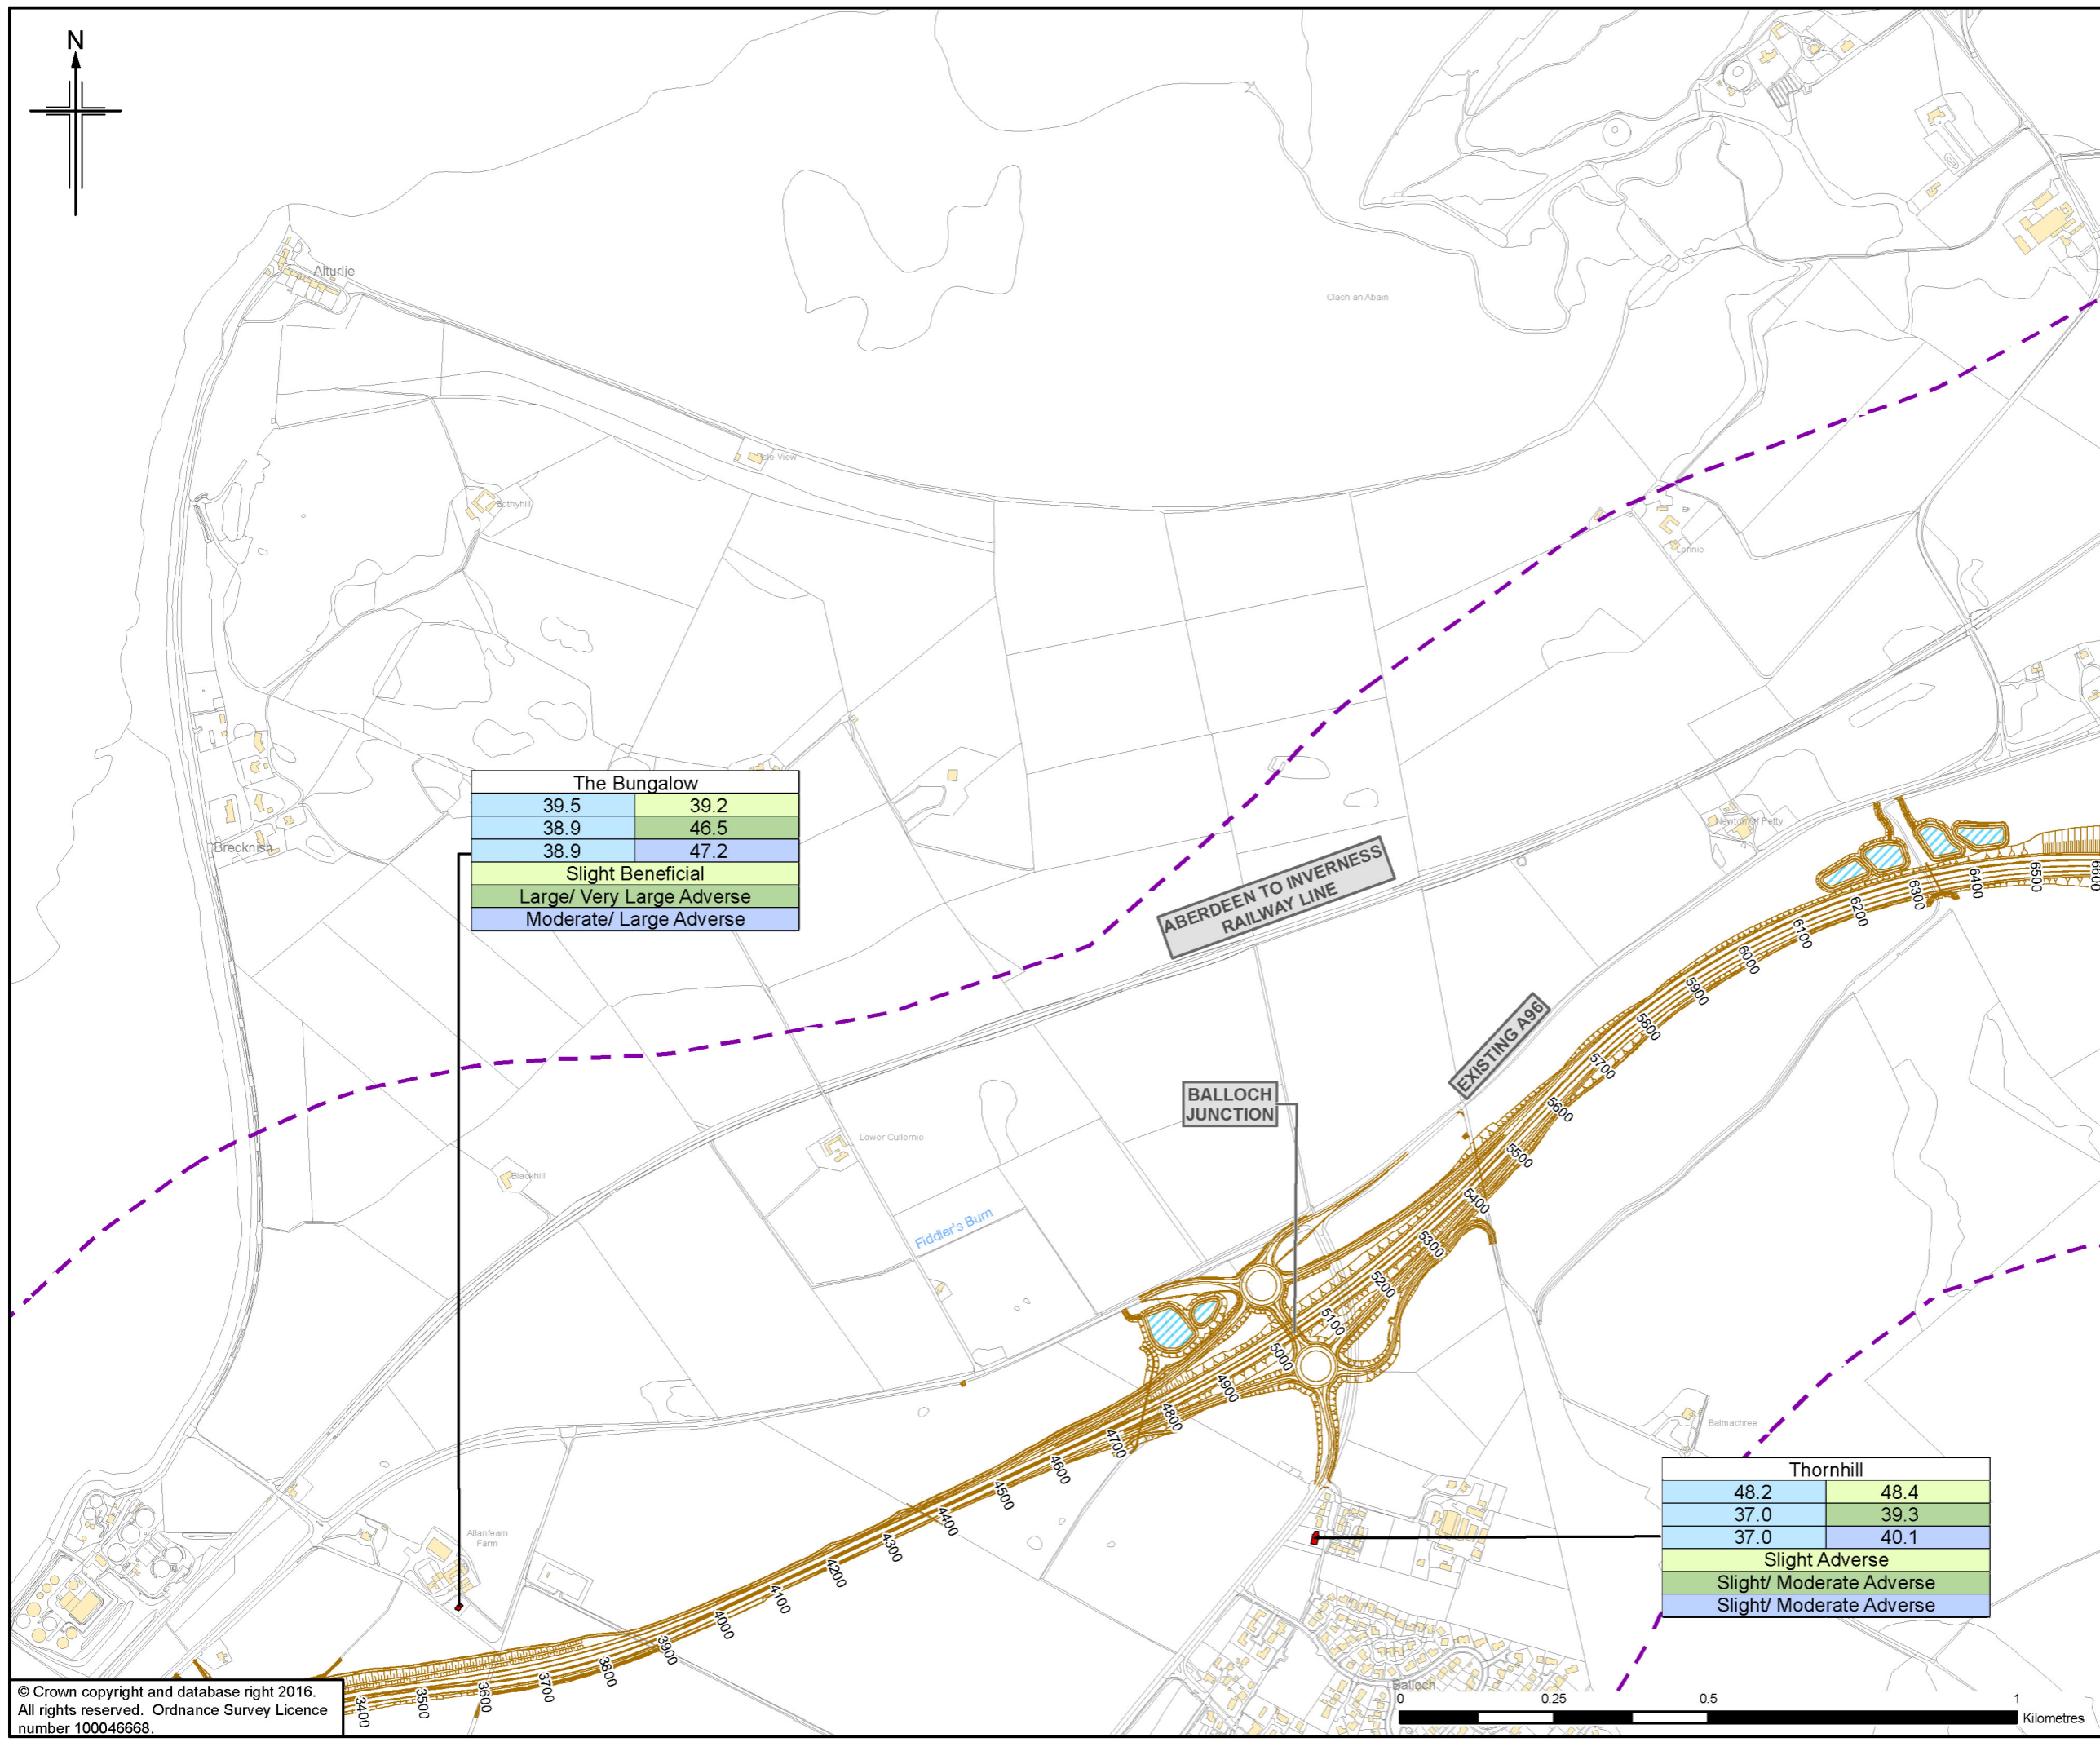 N
Alturlie
Clach an Abain
Isle View
Bothyhill
Lonnie
The Bungalow
39.5 39.2
38.9 46.5
38.9 47.2
Slight Beneficial
Large/ Very Large Adverse
Moderate/ Large Adverse
Brecknish
Newton of Petty
ABERDEEN TO INVERNESS
RAILWAY LINE
6600
6500
6400
6300
6200
6100
6000
5900
5800
5700
5600
5500
5400
5300
5200
5100
5000
4900
4800
4700
4600
4500
4400
4300
4200
4100
4000
3900
3800
3700
3600
3500
3400
EXISTING A96
BALLOCH
JUNCTION
Lower Cullernie
Blackhill
Fiddler's Burn
Balmachree
Allanfearn
Farm
Thornhill
48.2 48.4
37.0 39.3
37.0 40.1
Slight Adverse
Slight/ Moderate Adverse
Slight/ Moderate Adverse
Balloch
0 0.25 0.5 1
Kilometres
© Crown copyright and database right 2016.
All rights reserved. Ordnance Survey Licence
number 100046668.